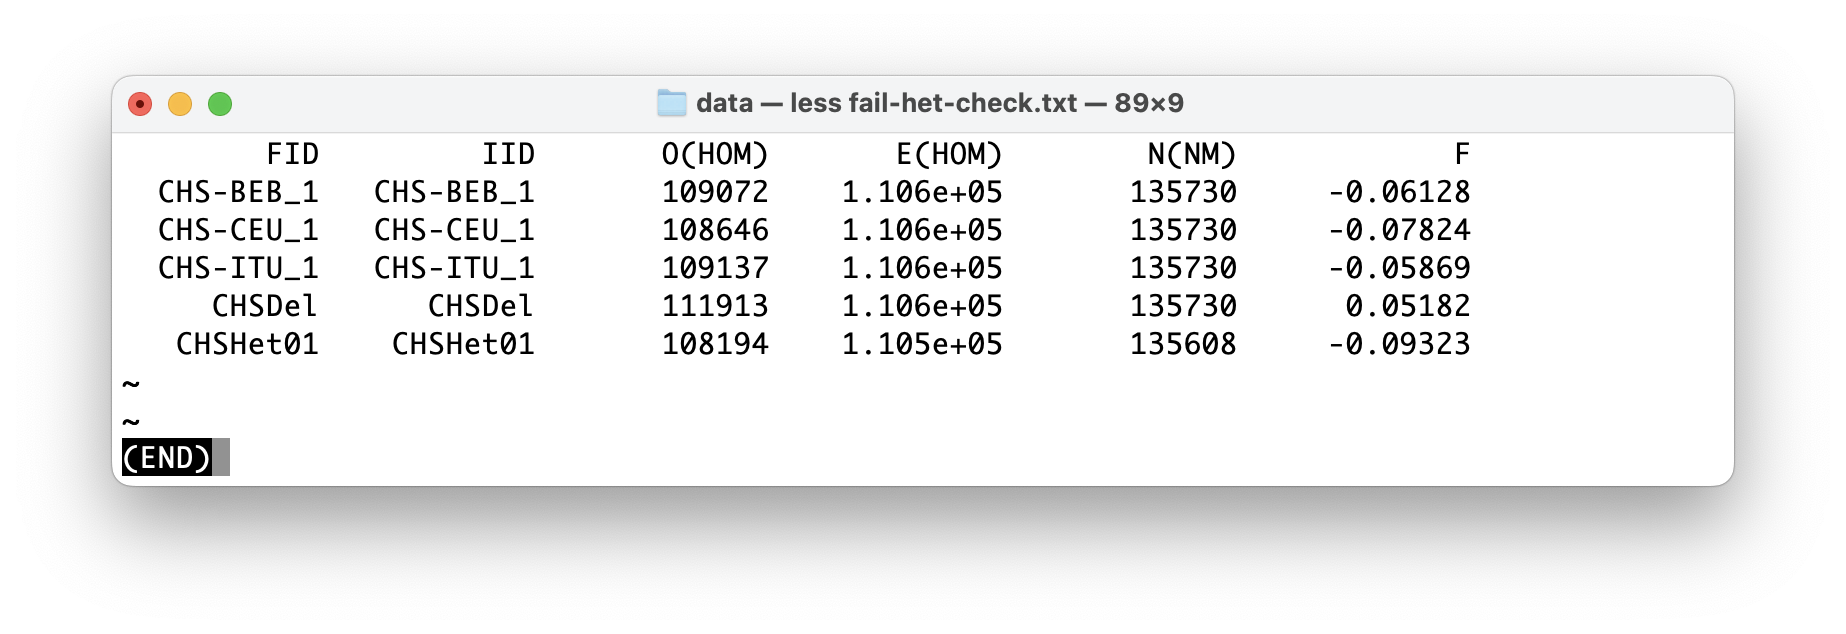 data — less fail-het-check.txt — 89×9
FID IID O(HOM) E(HOM) N(NM) F
CHS-BEB_1 CHS-BEB_1 109072 1.106e+05 135730 -0.06128
CHS-CEU_1 CHS-CEU_1 108646 1.106e+05 135730 -0.07824
CHS-ITU_1 CHS-ITU_1 109137 1.106e+05 135730 -0.05869
CHSDel CHSDel 111913 1.106e+05 135730 0.05182
CHSHet01 CHSHet01 108194 1.105e+05 135608 -0.09323
~
~
(END)